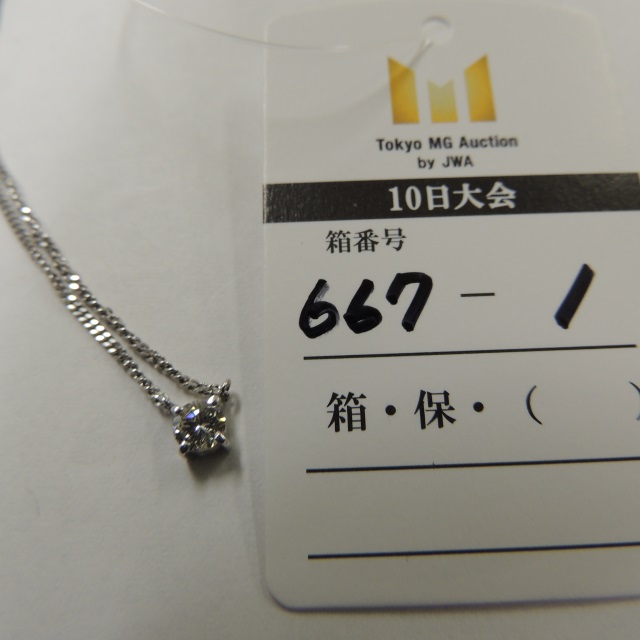 Tokyo MG Auction
by JWA
10日大会
箱番号
667 - 1
箱・保・（　　）